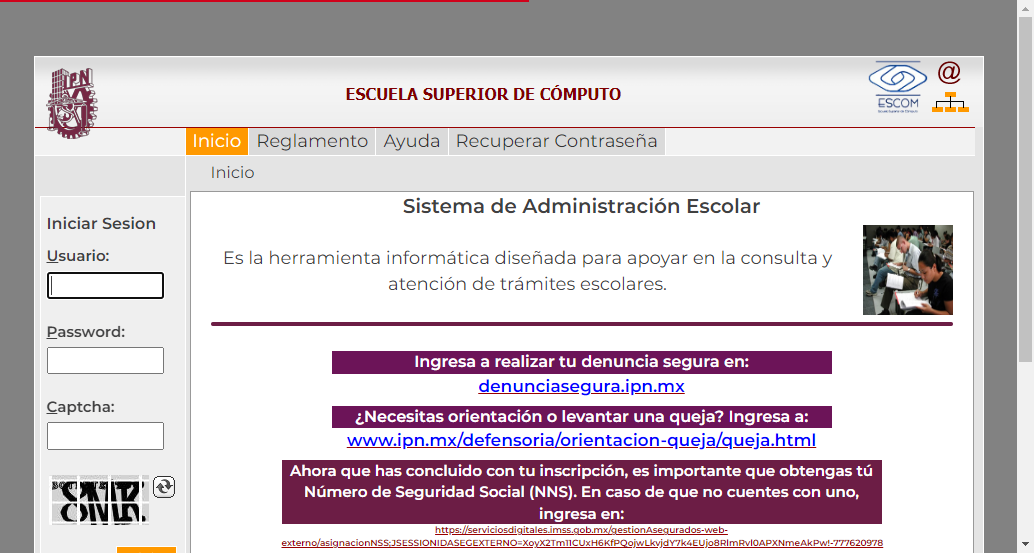 IPN
ESCUELA SUPERIOR DE CÓMPUTO
ESCOM
@
Inicio Reglamento Ayuda Recuperar Contraseña
Inicio
Iniciar Sesion
Usuario:
Password:
Captcha:
Sistema de Administración Escolar
Es la herramienta informática diseñada para apoyar en la consulta y
atención de trámites escolares.
Ingresa a realizar tu denuncia segura en:
denunciasegura.ipn.mx
¿Necesitas orientación o levantar una queja? Ingresa a:
www.ipn.mx/defensoria/orientacion-queja/queja.html
Ahora que has concluido con tu inscripción, es importante que obtengas tú
Número de Seguridad Social (NNS). En caso de que no cuentes con uno,
ingresa en:
https://serviciosdigitales.imss.gob.mx/gestionAsegurados-web-
externo/asignacionNSS;JSESSIONIDASEGEXTERNO=XoyX2Tm11CUxH6KfPQojwLkyjdY7k4EUjo8RlmRvl0APXNmeAkPw!-777620978